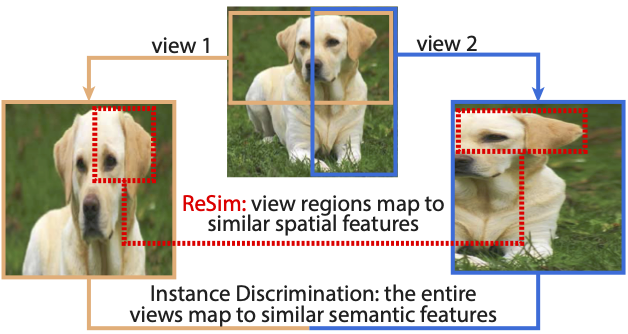 view 1
view 2
ReSim: view regions map to
similar spatial features
Instance Discrimination: the entire
views map to similar semantic features